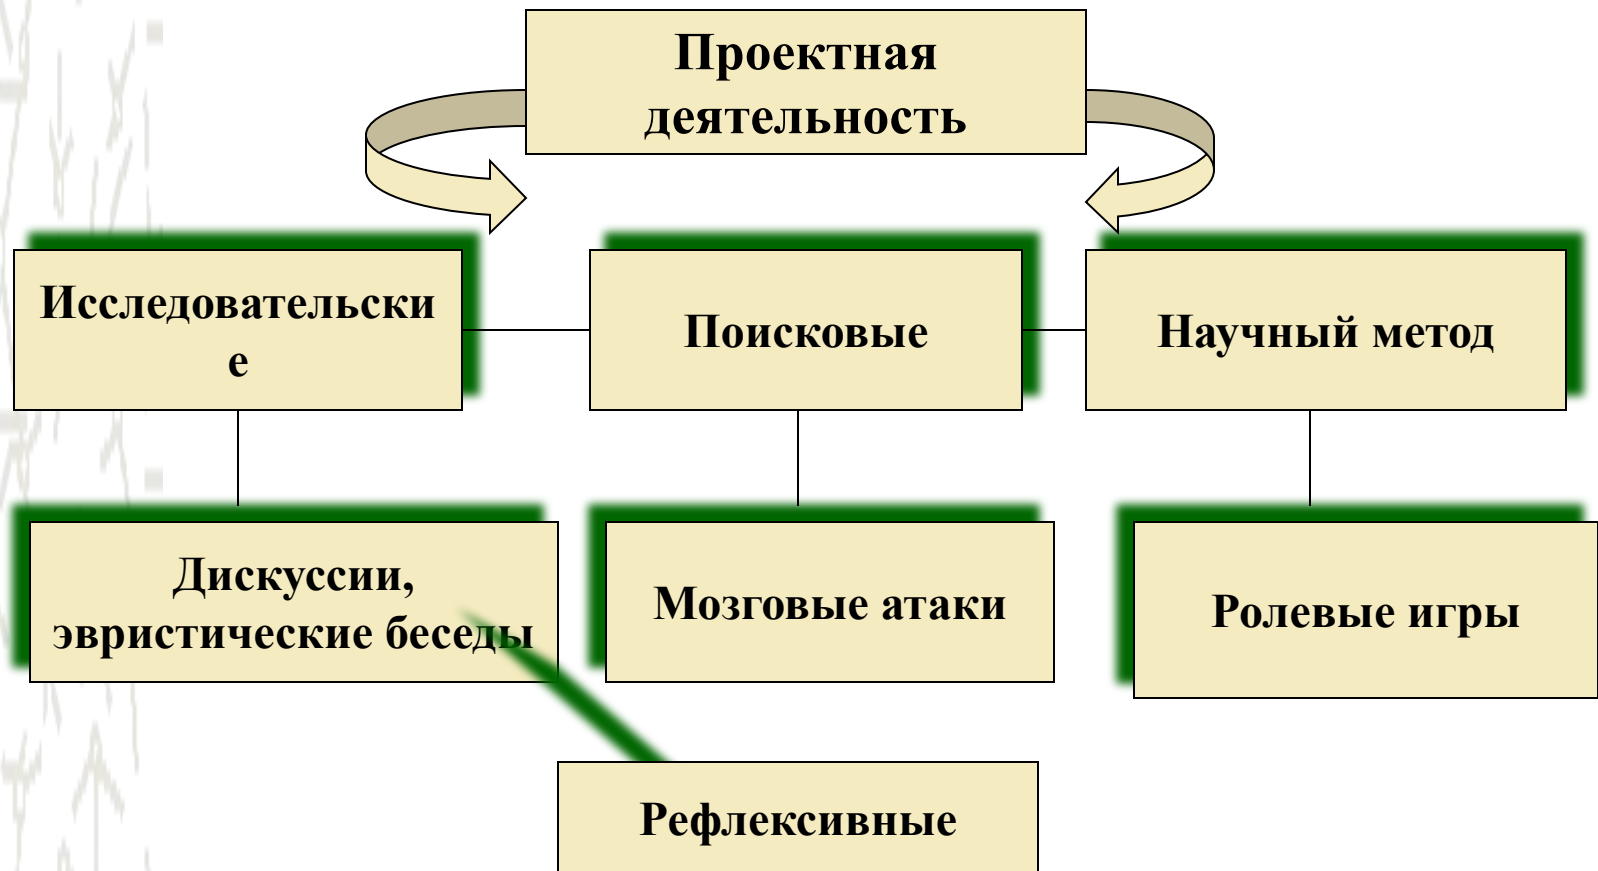 Проектная
деятельность
Исследовательски
е
Поисковые
Научный метод
Дискуссии,
эвристические беседы
Мозговые атаки
Ролевые игры
Рефлексивные